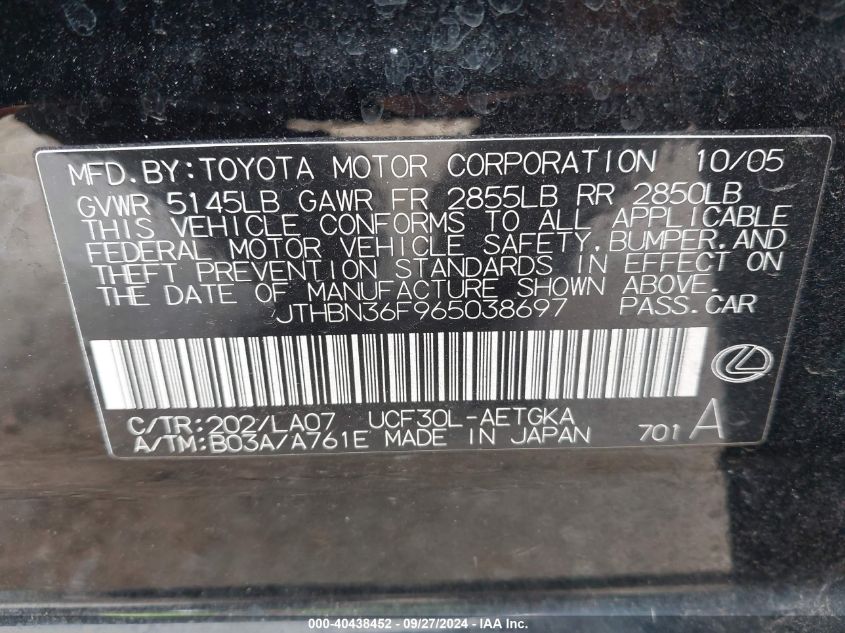 MFD.BY:TOYOTA MOTOR CORPORATION 10/05
GVWR 5145LB GAWR FR 2855LB RR 2850LB
THIS VEHICLE CONFORMS TO ALL APPLICABLE
FEDERAL MOTOR VEHICLE SAFETY,BUMPER,AND
THEFT PREVENTION STANDARDS IN EFFECT ON
THE DATE OF MANUFACTURE SHOWN ABOVE.
JTHBN36F965038697 PASS.CAR
C/TR:202/LA07 UCF30L-AETGKA
A/TM:B03A/A761E MADE IN JAPAN 701 A
000-40438452 - 09/27/2024 - IAA Inc.